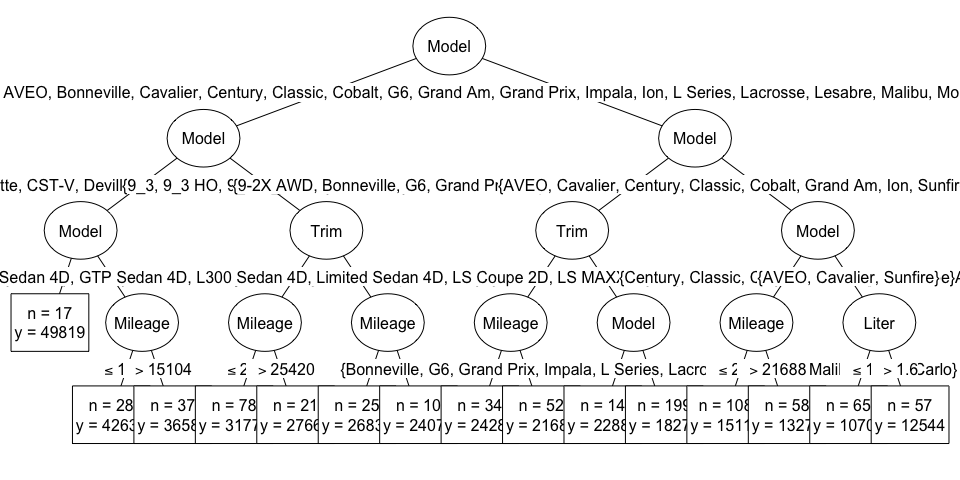 Model
AVEO, Bonneville, Cavalier, Century, Classic, Cobalt, G6, Grand Am, Grand Prix, Impala, Ion, L Series, Lacrosse, Lesabre, Malibu, Mo
Model Model
tte, CST-V, Devill{9_3, 9_3 HO, 9{9-2X AWD, Bonneville, G6, Grand Pr{AVEO, Cavalier, Century, Classic, Cobalt, Grand Am, Ion, Sunfir
Model Trim Trim Model
Sedan 4D, GTP Sedan 4D, L300 Sedan 4D, Limited Sedan 4D, LS Coupe 2D, LS MAX {Century, Classic, C{AVEO, Cavalier, Sunfire}
n = 17
y = 49819
Mileage Mileage Mileage Mileage Model Mileage Liter
≤ 1 > 15104 ≤ 2 > 25420 {Bonneville, G6, Grand Prix, Impala, L Series, Lacro ≤ 2 > 21688 Mali ≤ 1 > 1.6 Carlo}
n = 28 n = 37 n = 78 n = 21 n = 25 n = 10 n = 34 n = 52 n = 14 n = 199 n = 108 n = 58 n = 65 n = 57
y = 4263 y = 3658 y = 3177 y = 2766 y = 2683 y = 2407 y = 2428 y = 2168 y = 2288 y = 1827 y = 1511 y = 1327 y = 1070 y = 12544